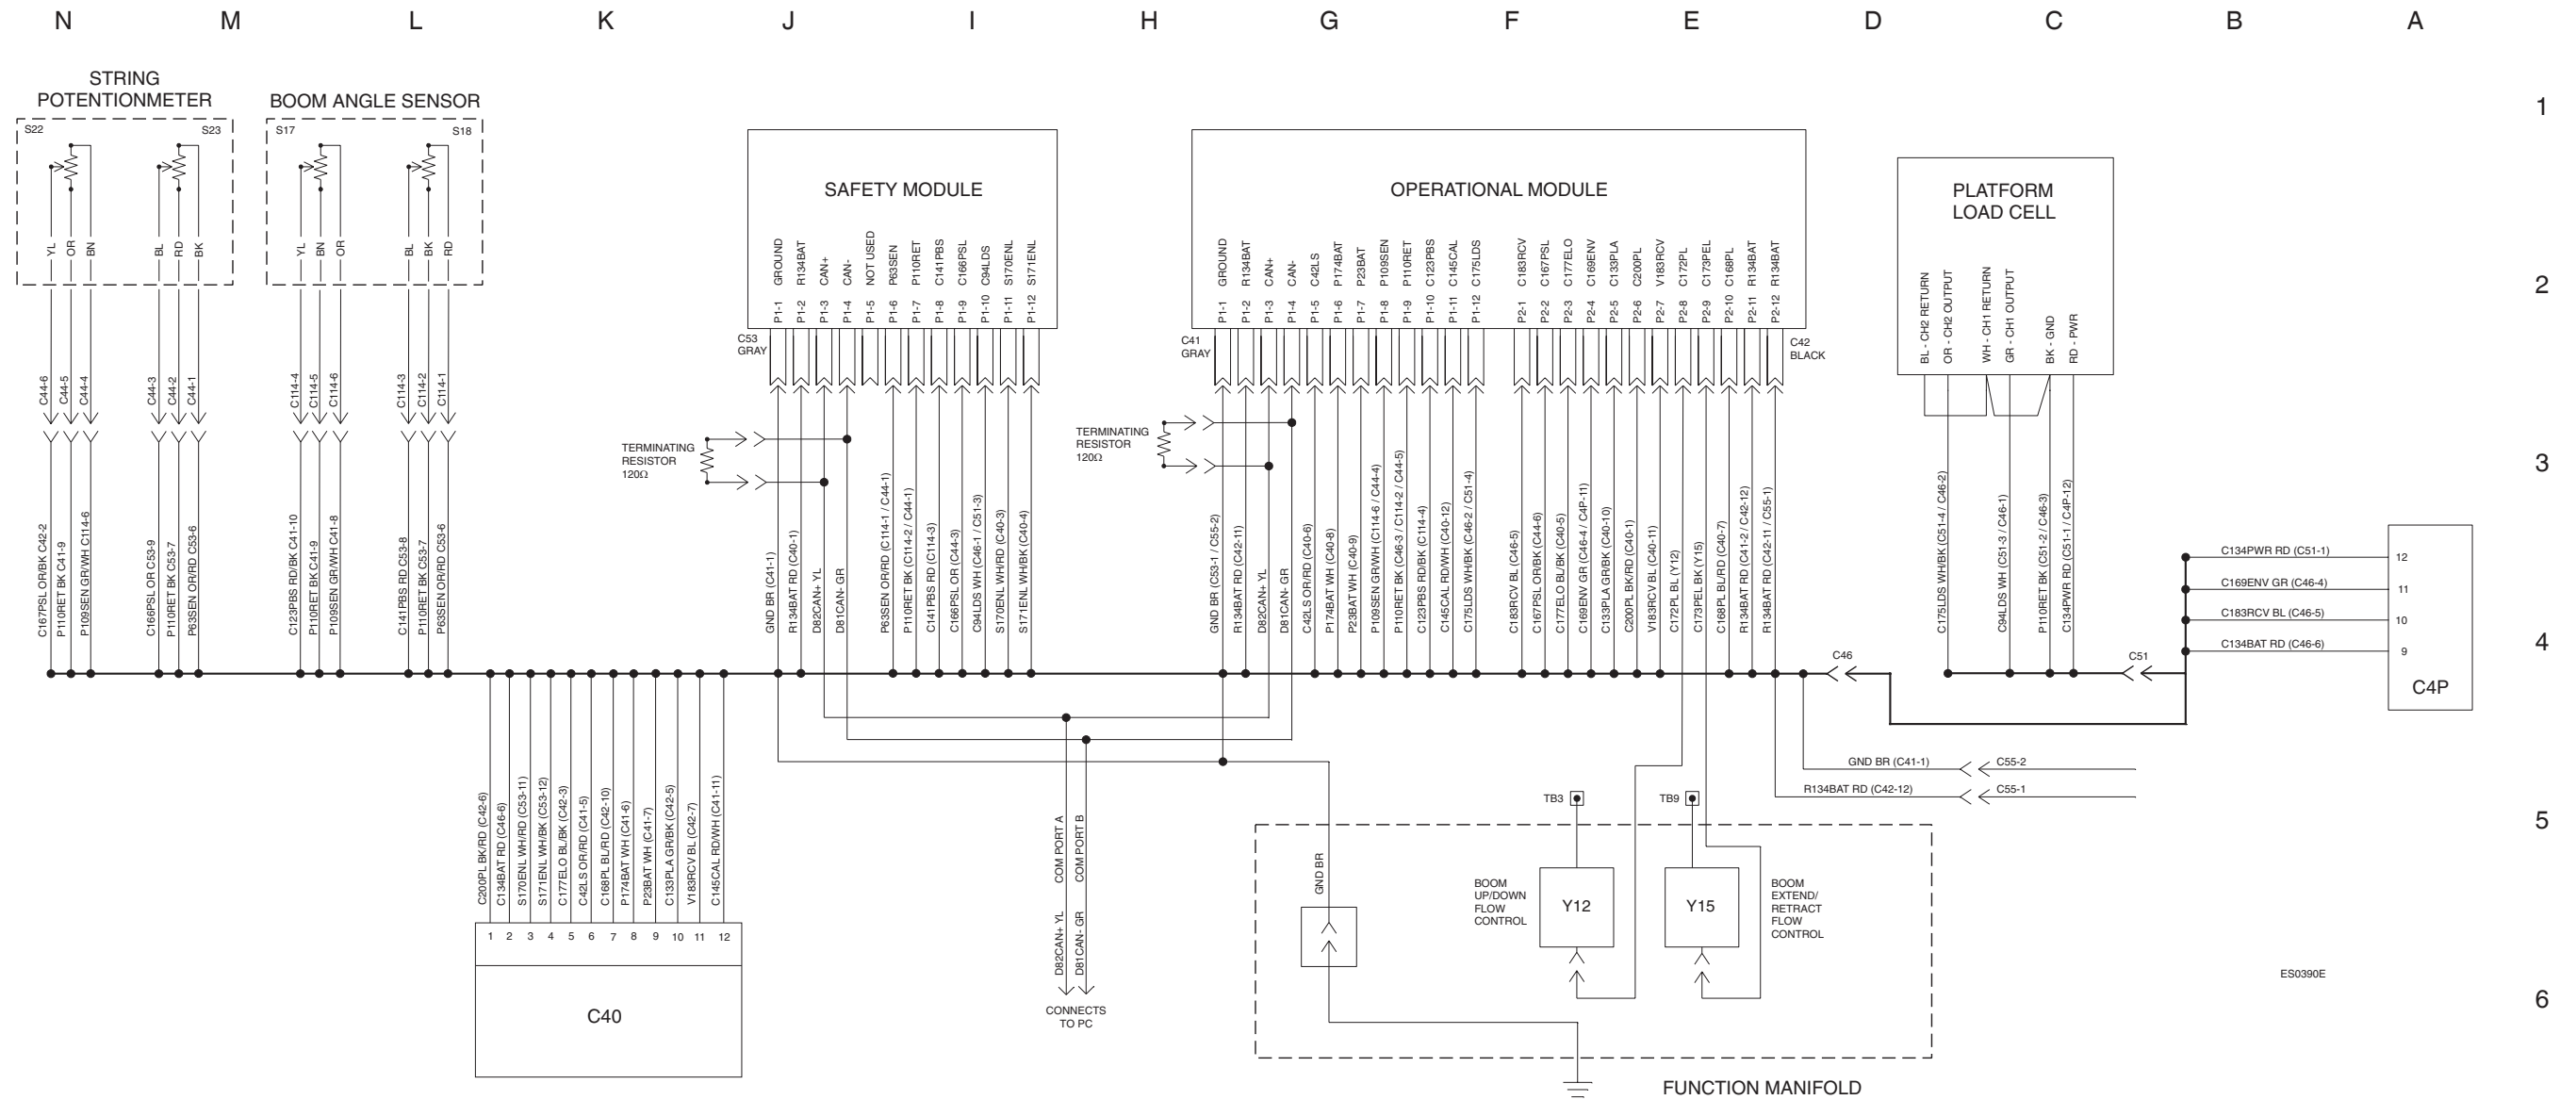 N M L K J I H G F E D C B A
1
2
3
4
5
6
STRING
POTENTIONMETER
S22
S23
YL
OR
BN
BL
RD
BK
C44-6
C44-5
C44-4
C44-3
C44-2
C44-1
C167PSL OR/BK C42-2
P110RET BK C41-9
P109SEN GR/WH C114-6
C166PSL OR C53-9
P110RET BK C53-7
P63SEN OR/RD C53-6
BOOM ANGLE SENSOR
S17
S18
YL
BN
OR
BL
BK
RD
C114-4
C114-5
C114-6
C114-3
C114-2
C114-1
C123PBS RD/BK C41-10
P110RET BK C41-9
P109SEN GR/WH C41-8
C141PBS RD C53-8
P110RET BK C53-7
P63SEN OR/RD C53-6
C200PL BK/RD (C42-6)
C134BAT RD (C46-6)
S170ENL WH/RD (C53-11)
S171ENL WH/BK (C53-12)
C177ELO BL/BK (C42-3)
C42LS OR/RD (C41-5)
C168PL BL/RD (C42-10)
P174BAT WH (C41-6)
P23BAT WH (C41-7)
C133PLA GR/BK (C42-5)
V183RCV BL (C42-7)
C145CAL RD/WH (C41-11)
1 2 3 4 5 6 7 8 9 10 11 12
C40
SAFETY MODULE
P1-1 GROUND
P1-2 R134BAT
P1-3 CAN+
P1-4 CAN-
P1-5 NOT USED
P1-6 P63SEN
P1-7 P110RET
P1-8 C141PBS
P1-9 C166PSL
P1-10 C94LDS
P1-11 S170ENL
P1-12 S171ENL
C53
GRAY
TERMINATING
RESISTOR
120Ω
GND BR (C41-1)
R134BAT RD (C40-1)
D82CAN+ YL
D81CAN- GR
P63SEN OR/RD (C114-1 / C44-1)
P110RET BK (C114-2 / C44-1)
C141PBS RD (C114-3)
C166PSL OR (C44-3)
C94LDS WH (C46-1 / C51-3)
S170ENL WH/RD (C40-3)
S171ENL WH/BK (C40-4)
COM PORT A
COM PORT B
D82CAN+ YL
D81CAN- GR
CONNECTS
TO PC
OPERATIONAL MODULE
P1-1 GROUND
P1-2 R134BAT
P1-3 CAN+
P1-4 CAN-
P1-5 C42LS
P1-6 P174BAT
P1-7 P23BAT
P1-8 P109SEN
P1-9 P110RET
P1-10 C123PBS
P1-11 C145CAL
P1-12 C175LDS
P2-1 C183RCV
P2-2 C167PSL
P2-3 C177ELO
P2-4 C169ENV
P2-5 C133PLA
P2-6 C200PL
P2-7 V183RCV
P2-8 C172PL
P2-9 C173PEL
P2-10 C168PL
P2-11 R134BAT
P2-12 R134BAT
C41
GRAY
C42
BLACK
TERMINATING
RESISTOR
120Ω
GND BR (C53-1 / C55-2)
R134BAT RD (C42-11)
D82CAN+ YL
D81CAN- GR
C42LS OR/RD (C40-6)
P174BAT WH (C40-8)
P23BAT WH (C40-9)
P109SEN GR/WH (C114-6 / C44-4)
P110RET BK (C46-3 / C114-2 / C44-5)
C123PBS RD/BK (C114-4)
C145CAL RD/WH (C40-12)
C175LDS WH/BK (C46-2 / C51-4)
C183RCV BL (C46-5)
C167PSL OR/BK (C44-6)
C177ELO BL/BK (C40-5)
C169ENV GR (C46-4 / C4P-11)
C133PLA GR/BK (C40-10)
C200PL BK/RD (C40-1)
V183RCV BL (C40-11)
C172PL BL (Y12)
C173PEL BK (Y15)
C168PL BL/RD (C40-7)
R134BAT RD (C41-2 / C42-12)
R134BAT RD (C42-11 / C55-1)
PLATFORM
LOAD CELL
BL - CH2 RETURN
OR - CH2 OUTPUT
WH - CH1 RETURN
GR - CH1 OUTPUT
BK - GND
RD - PWR
C175LDS WH/BK (C51-4 / C46-2)
C94LDS WH (C51-3 / C46-1)
P110RET BK (C51-2 / C46-3)
C134PWR RD (C51-1 / C4P-12)
C46
C51
C134PWR RD (C51-1) 12
C169ENV GR (C46-4) 11
C183RCV BL (C46-5) 10
C134BAT RD (C46-6) 9
C4P
GND BR (C41-1) C55-2
R134BAT RD (C42-12) C55-1
TB3
TB9
GND BR
BOOM
UP/DOWN
FLOW
CONTROL
Y12
Y15
BOOM
EXTEND/
RETRACT
FLOW
CONTROL
FUNCTION MANIFOLD
ES0390E